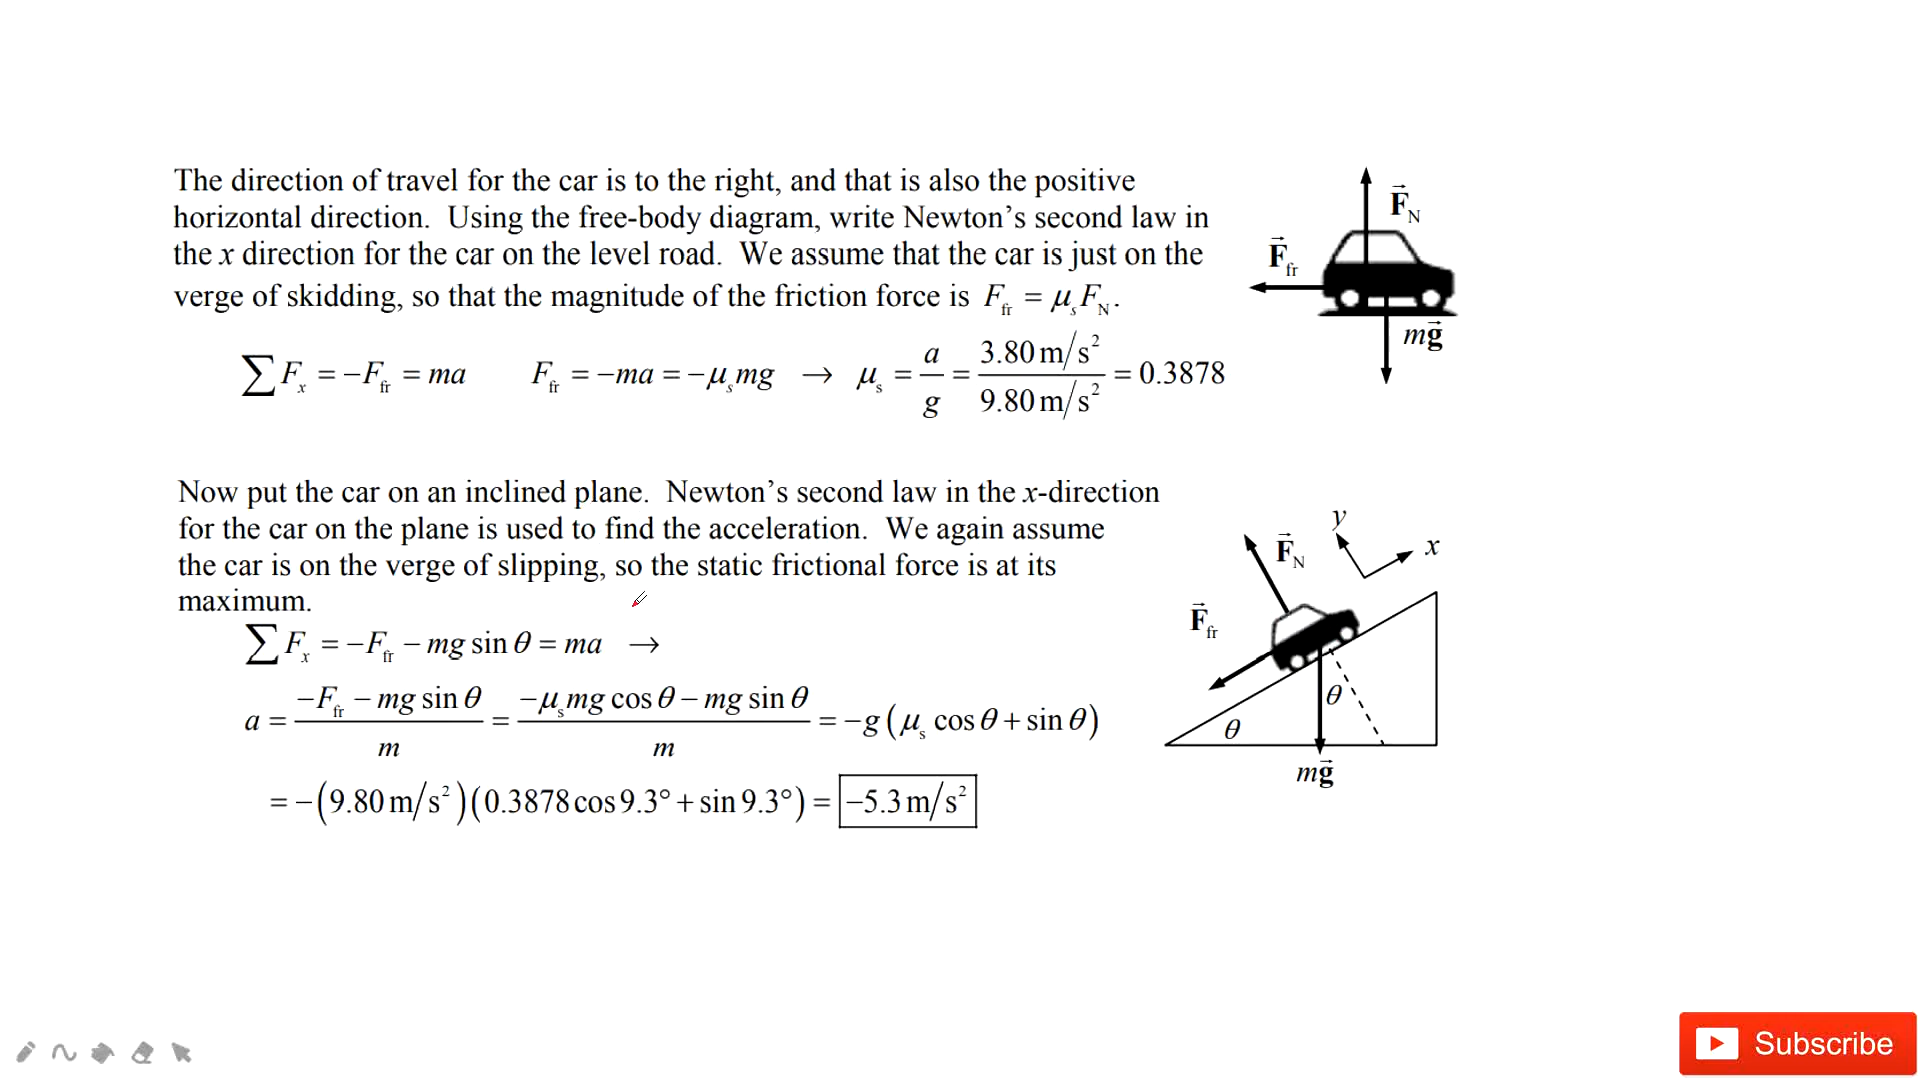 The direction of travel for the car is to the right, and that is also the positive
horizontal direction. Using the free-body diagram, write Newton's second law in
the x direction for the car on the level road. We assume that the car is just on the
verge of skidding, so that the magnitude of the friction force is F_fr = μ_s F_N.
∑ F_x = −F_fr = ma F_fr = −ma = −μ_s mg → μ_s = a/g = 3.80 m/s² / 9.80 m/s² = 0.3878
F⃗_N
F⃗_fr
mg⃗
Now put the car on an inclined plane. Newton's second law in the x-direction
for the car on the plane is used to find the acceleration. We again assume
the car is on the verge of slipping, so the static frictional force is at its
maximum.
∑ F_x = −F_fr − mg sin θ = ma →
a = (−F_fr − mg sin θ)/m = (−μ_s mg cos θ − mg sin θ)/m = −g(μ_s cos θ + sin θ)
= −(9.80 m/s²)(0.3878 cos 9.3° + sin 9.3°) = −5.3 m/s²
y
x
F⃗_N
F⃗_fr
θ
θ
mg⃗
Subscribe